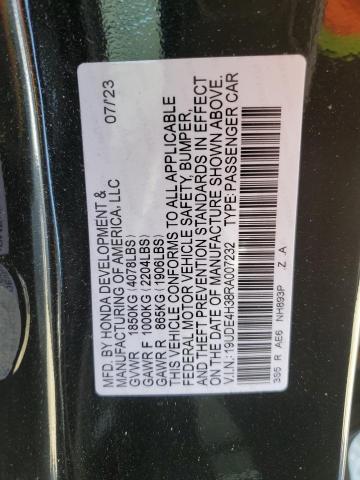 MFD. BY HONDA DEVELOPMENT &
MANUFACTURING OF AMERICA, LLC 07/23
GVWR 1850KG (4078LBS)
GAWR F 1000KG (2204LBS)
GAWR R 865KG (1906LBS)
THIS VEHICLE CONFORMS TO ALL APPLICABLE
FEDERAL MOTOR VEHICLE SAFETY, BUMPER,
AND THEFT PREVENTION STANDARDS IN EFFECT
ON THE DATE OF MANUFACTURE SHOWN ABOVE.
V.I.N.: 19UDE4H38RA007232 TYPE: PASSENGER CAR
3S5 R AE6 NH893P Z A